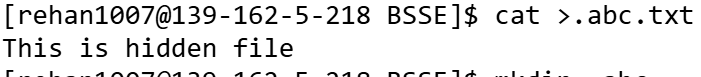 [rehan1007@139-162-5-218 BSSE]$ cat >.abc.txt
This is hidden file